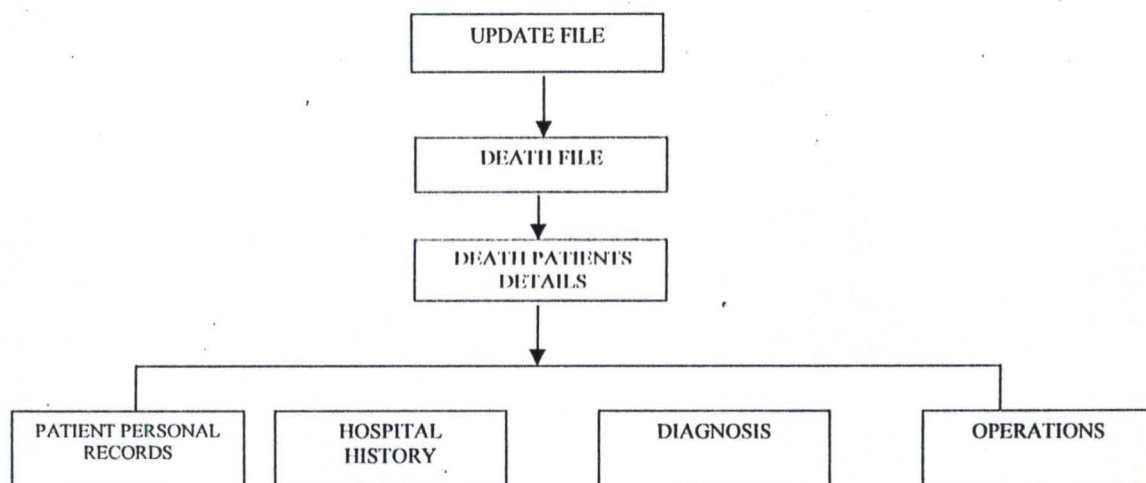 UPDATE FILE
DEATH FILE
DEATH PATIENTS
DETAILS
PATIENT PERSONAL
RECORDS
HOSPITAL
HISTORY
DIAGNOSIS
OPERATIONS